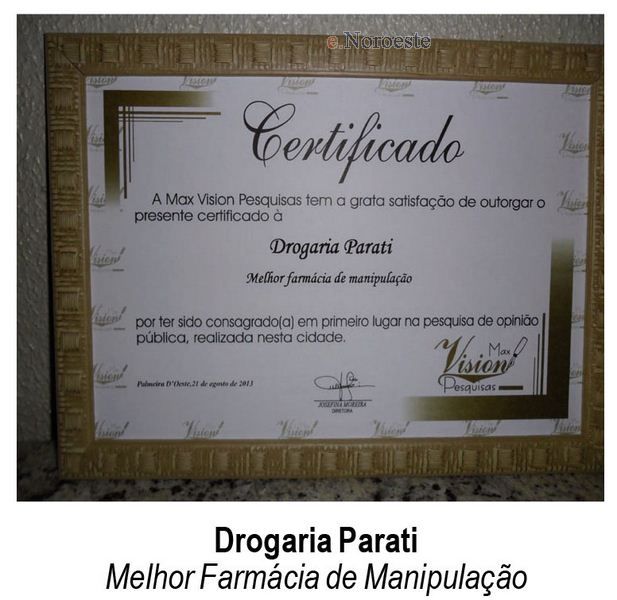 e.Noroeste
Certificado
A Max Vision Pesquisas tem a grata satisfação de outorgar o
presente certificado à
Drogaria Parati
Melhor farmácia de manipulação
por ter sido consagrado(a) em primeiro lugar na pesquisa de opinião
pública, realizada nesta cidade.
Max
Vision
Pesquisas
Palmeira D'Oeste, 21 de agosto de 2013
JOSEFINA MOREIRA
DIRETORA
Drogaria Parati
Melhor Farmácia de Manipulação